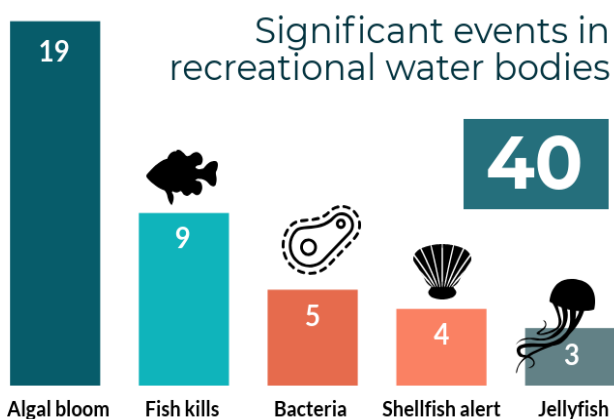 Significant events in
recreational water bodies
40
19
9
5
4
3
Algal bloom
Fish kills
Bacteria
Shellfish alert
Jellyfish